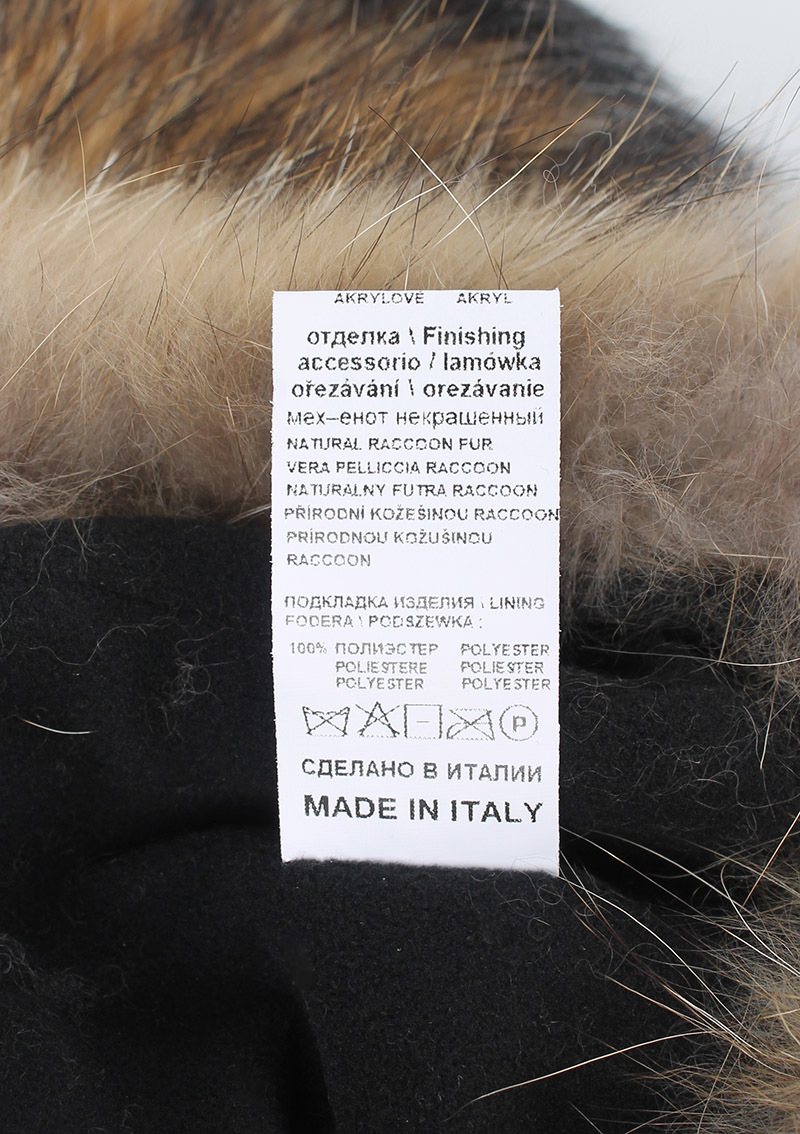 AKRYLOVÉ AKRYL
отделка \ Finishing
accessorio / lamówka
ořezávání \ orezávanie
мех–енот некрашенный
NATURAL RACCOON FUR
VERA PELLICCIA RACCOON
NATURALNY FUTRA RACCOON
PŘÍRODNÍ KOŽEŠINOU RACCOON
PRÍRODNOU KOŽUŠINOU
RACCOON
ПОДКЛАДКА ИЗДЕЛИЯ \ LINING
FODERA \ PODSZEWKA :
100% ПОЛИЭСТЕР POLYESTER
POLIESTERE POLIESTER
POLYESTER POLYESTER
P
СДЕЛАНО В ИТАЛИИ
MADE IN ITALY